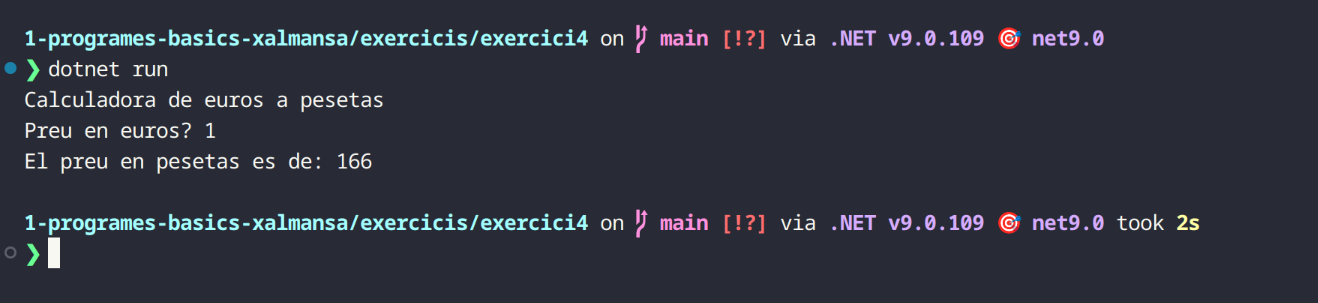 1-programes-basics-xalmansa/exercicis/exercici4 on main [!?] via .NET v9.0.109 🎯 net9.0
❯ dotnet run
Calculadora de euros a pesetas
Preu en euros? 1
El preu en pesetas es de: 166
1-programes-basics-xalmansa/exercicis/exercici4 on main [!?] via .NET v9.0.109 🎯 net9.0 took 2s
❯